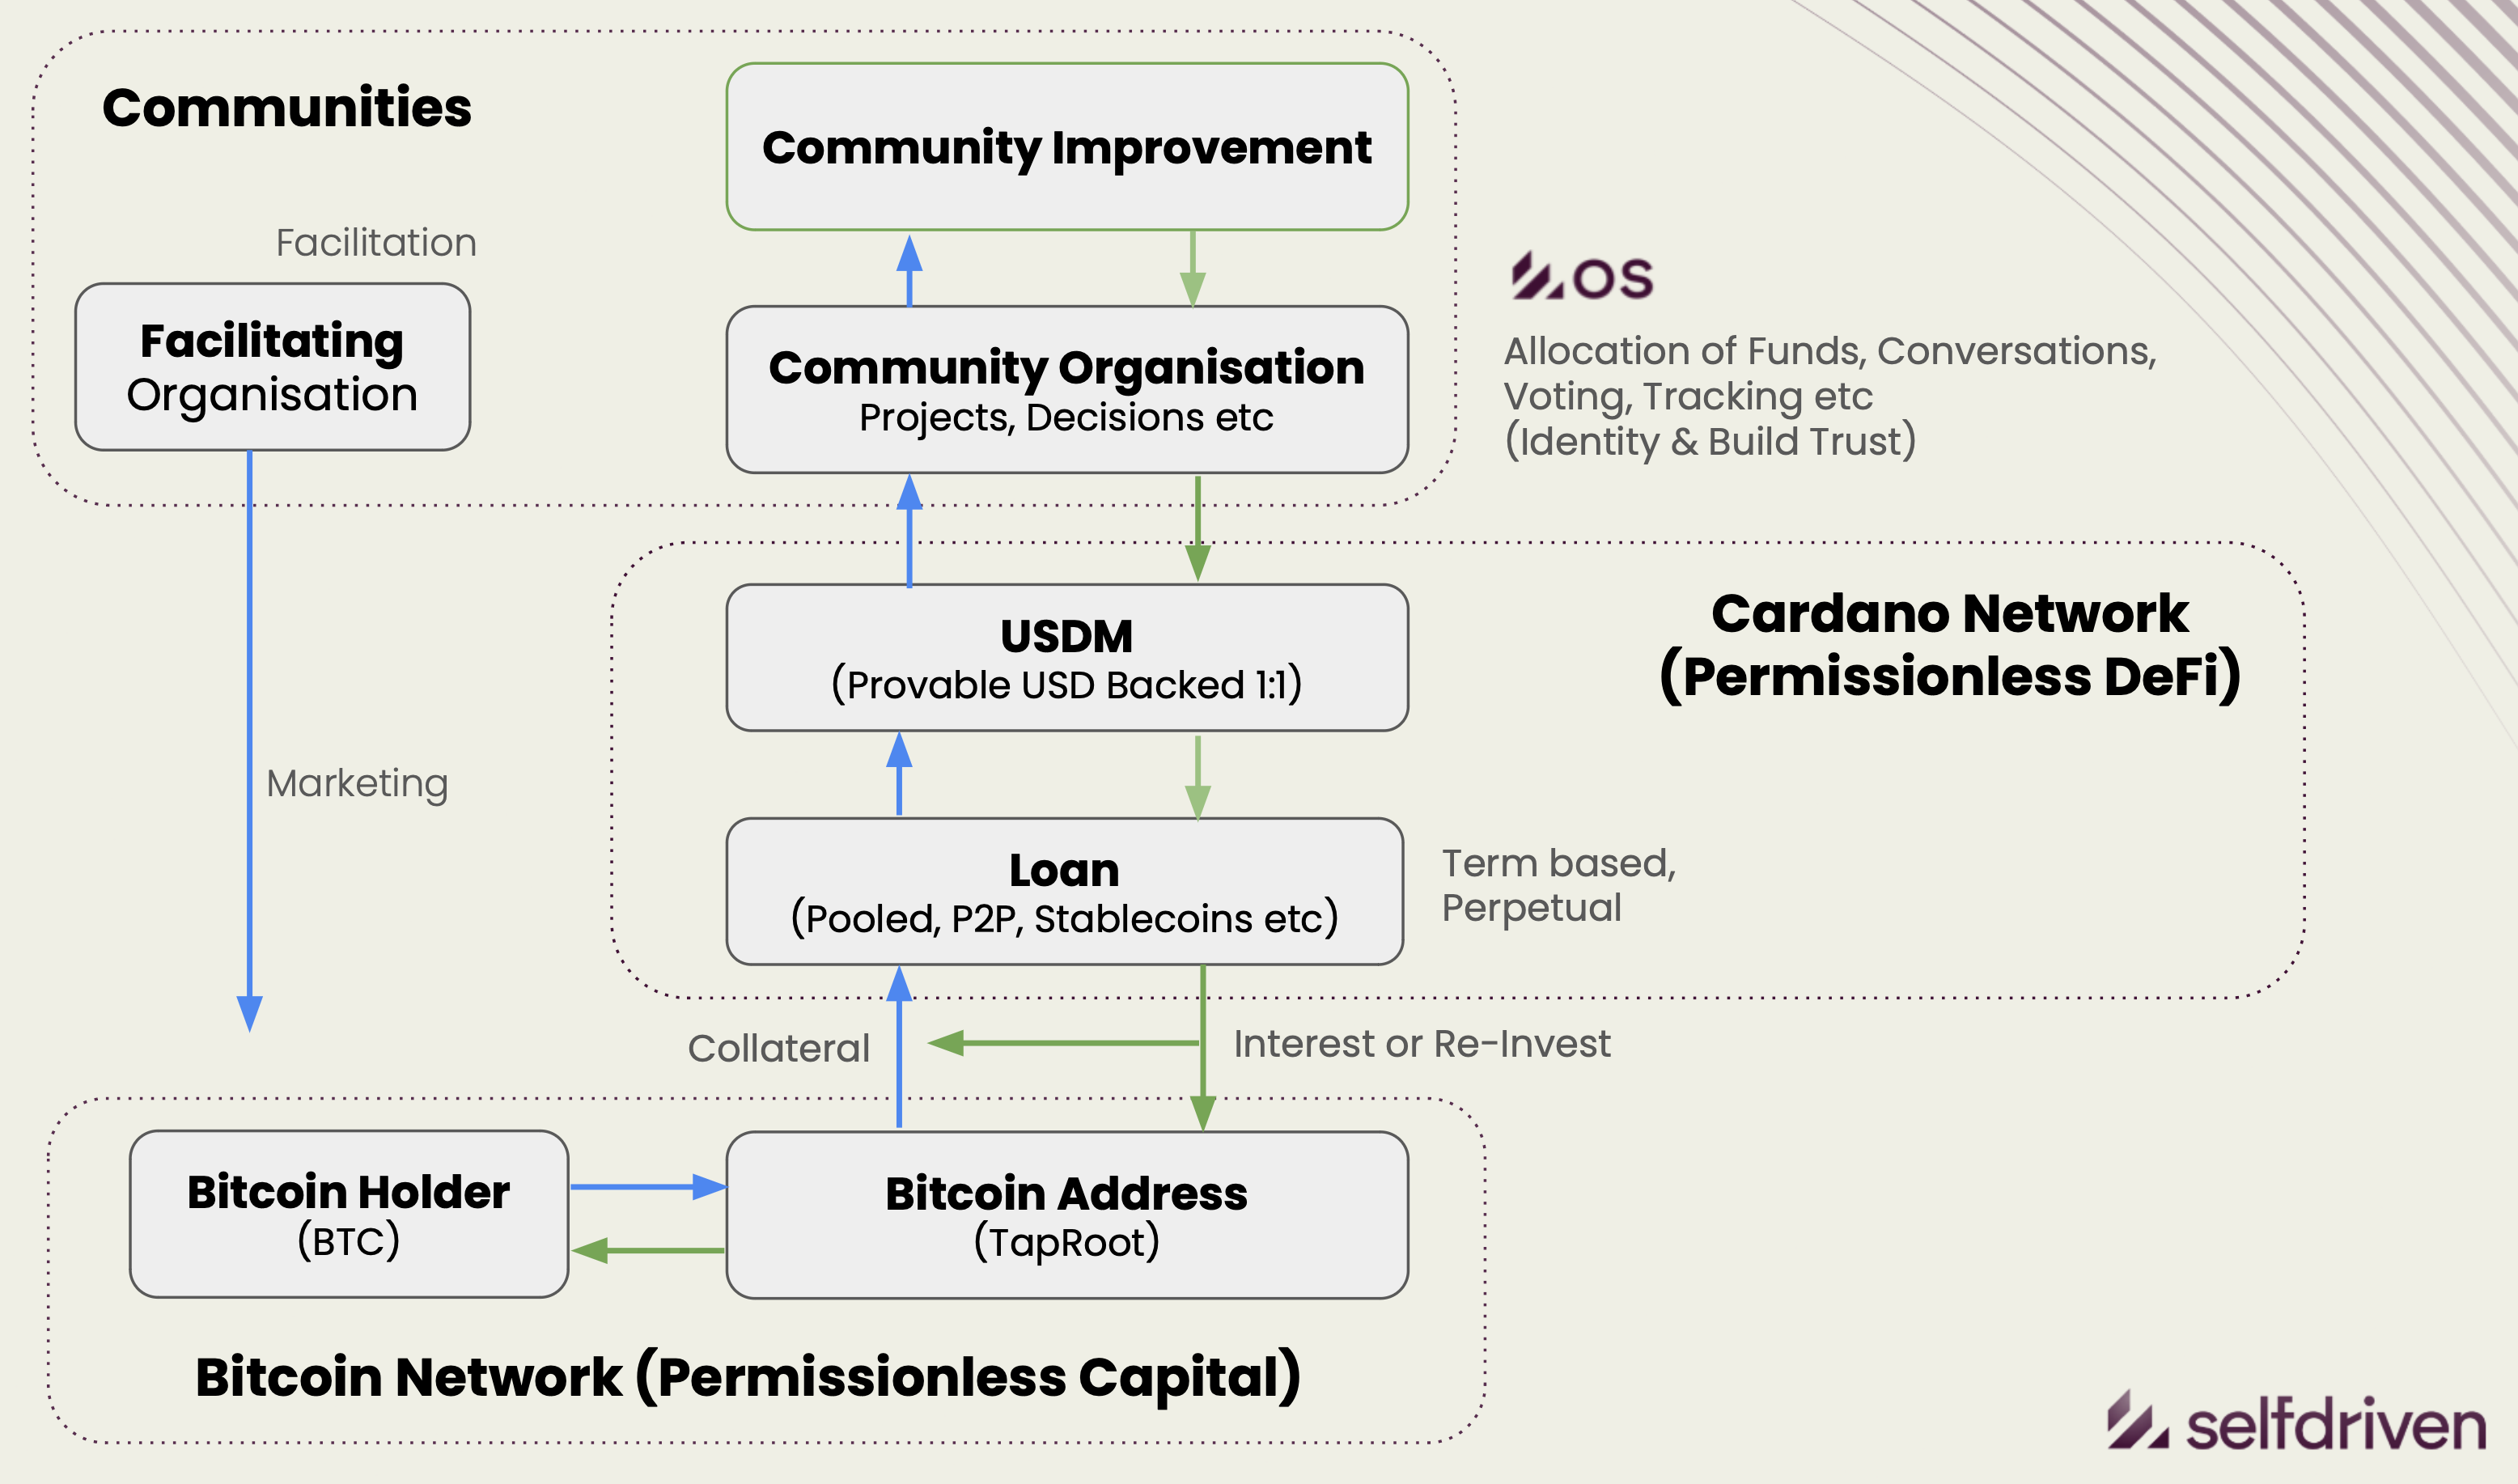 Communities
Community Improvement
Facilitation
Facilitating
Organisation
Community Organisation
Projects, Decisions etc
OS
Allocation of Funds, Conversations,
Voting, Tracking etc
(Identity & Build Trust)
Marketing
USDM
(Provable USD Backed 1:1)
Cardano Network
(Permissionless DeFi)
Loan
(Pooled, P2P, Stablecoins etc)
Term based,
Perpetual
Collateral
Interest or Re-Invest
Bitcoin Holder
(BTC)
Bitcoin Address
(TapRoot)
Bitcoin Network (Permissionless Capital)
selfdriven